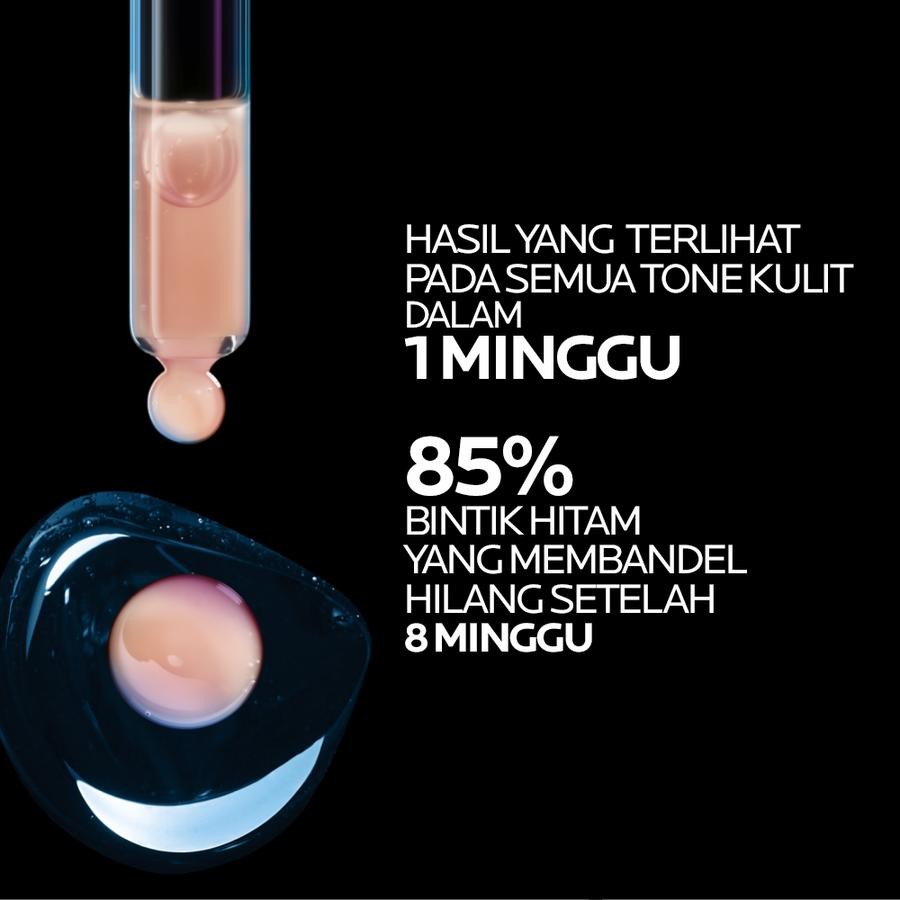 HASIL YANG TERLIHAT
PADA SEMUA TONE KULIT
DALAM
1 MINGGU
85%
BINTIK HITAM
YANG MEMBANDEL
HILANG SETELAH
8 MINGGU